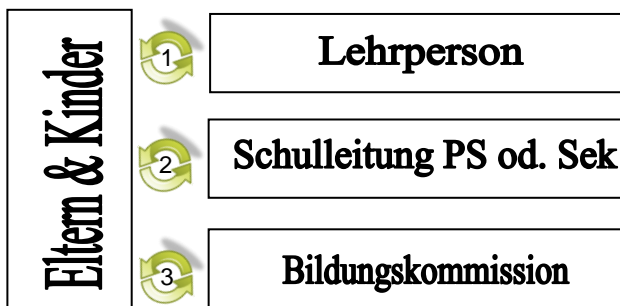 Eltern & Kinder
1
Lehrperson
2
Schulleitung PS od. Sek
3
Bildungskommission